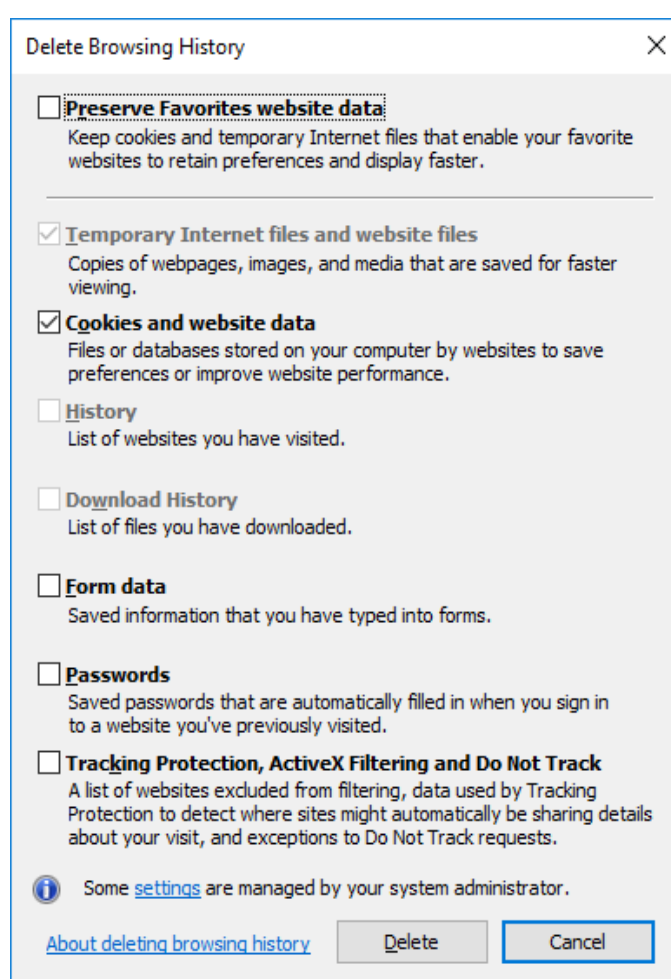 Delete Browsing History
Preserve Favorites website data
Keep cookies and temporary Internet files that enable your favorite
websites to retain preferences and display faster.
Temporary Internet files and website files
Copies of webpages, images, and media that are saved for faster
viewing.
Cookies and website data
Files or databases stored on your computer by websites to save
preferences or improve website performance.
History
List of websites you have visited.
Download History
List of files you have downloaded.
Form data
Saved information that you have typed into forms.
Passwords
Saved passwords that are automatically filled in when you sign in
to a website you've previously visited.
Tracking Protection, ActiveX Filtering and Do Not Track
A list of websites excluded from filtering, data used by Tracking
Protection to detect where sites might automatically be sharing details
about your visit, and exceptions to Do Not Track requests.
Some settings are managed by your system administrator.
About deleting browsing history Delete Cancel